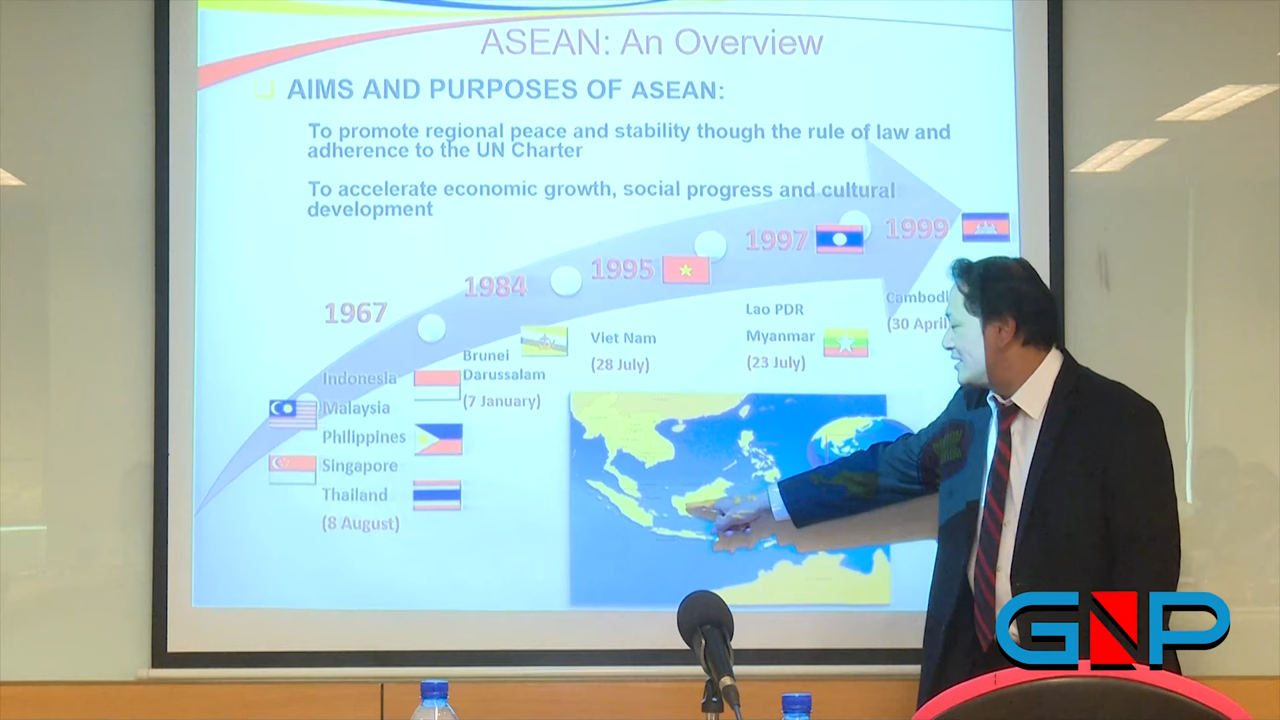 ASEAN: An Overview
AIMS AND PURPOSES OF ASEAN:
To promote regional peace and stability though the rule of law and
adherence to the UN Charter
To accelerate economic growth, social progress and cultural
development
1967
1984
1995
1997
1999
Indonesia
Malaysia
Philippines
Singapore
Thailand
(8 August)
Brunei
Darussalam
(7 January)
Viet Nam
(28 July)
Lao PDR
Myanmar
(23 July)
Cambodi
(30 April
GNP